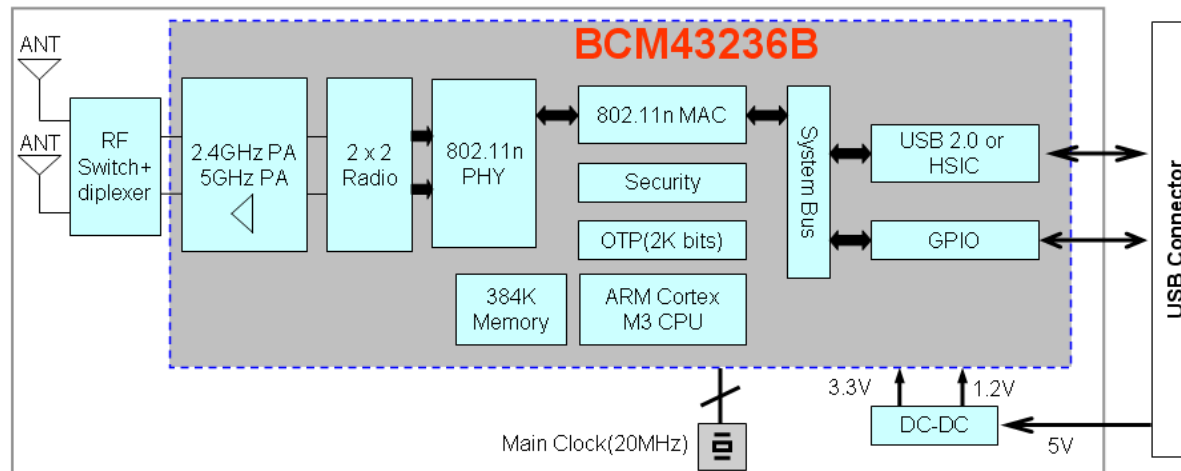 BCM43236B
ANT
ANT
RF
Switch+
diplexer
2.4GHz PA
5GHz PA
2 x 2
Radio
802.11n
PHY
802.11n MAC
Security
OTP(2K bits)
384K
Memory
ARM Cortex
M3 CPU
System Bus
USB 2.0 or
HSIC
GPIO
USB Connector
3.3V
1.2V
DC-DC
5V
Main Clock(20MHz)